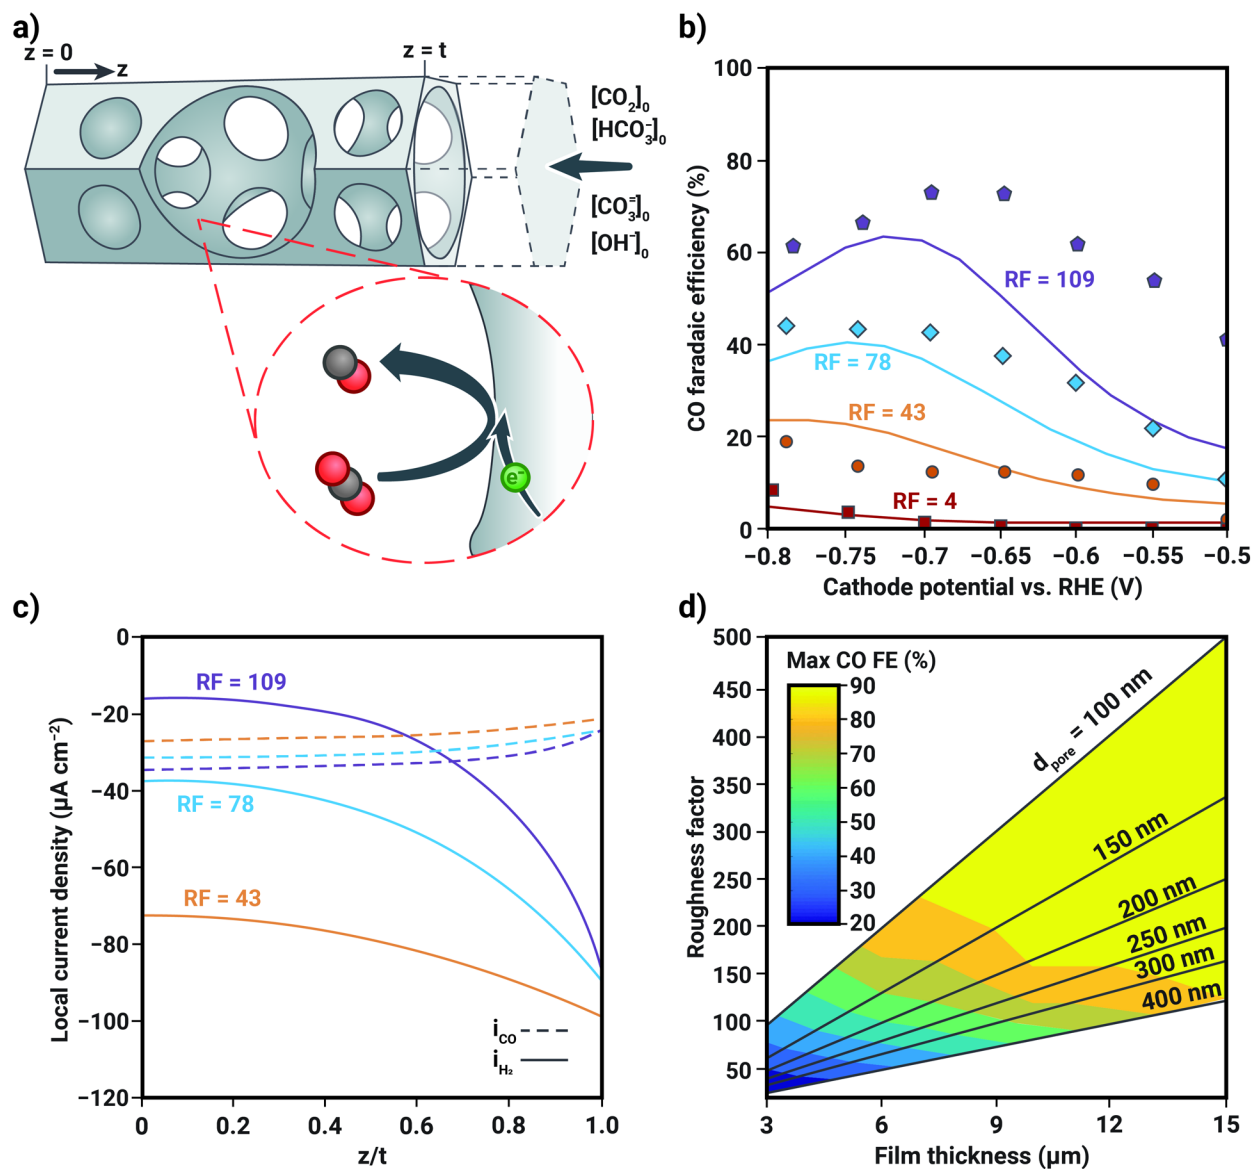 a)
z = 0
z
z = t
[CO₂]₀
[HCO₃⁻]₀
[CO₃⁼]₀
[OH⁻]₀
e⁻
b)
CO faradaic efficiency (%)
100
80
60
40
20
0
RF = 109
RF = 78
RF = 43
RF = 4
−0.8 −0.75 −0.7 −0.65 −0.6 −0.55 −0.5
Cathode potential vs. RHE (V)
c)
Local current density (µA cm⁻²)
0
−20
−40
−60
−80
−100
−120
RF = 109
RF = 78
RF = 43
i_CO
i_H₂
0 0.2 0.4 0.6 0.8 1.0
z/t
d)
Roughness factor
500
450
400
350
300
250
200
150
100
50
Max CO FE (%)
90
80
70
60
50
40
30
20
d_pore = 100 nm
150 nm
200 nm
250 nm
300 nm
400 nm
3 6 9 12 15
Film thickness (µm)